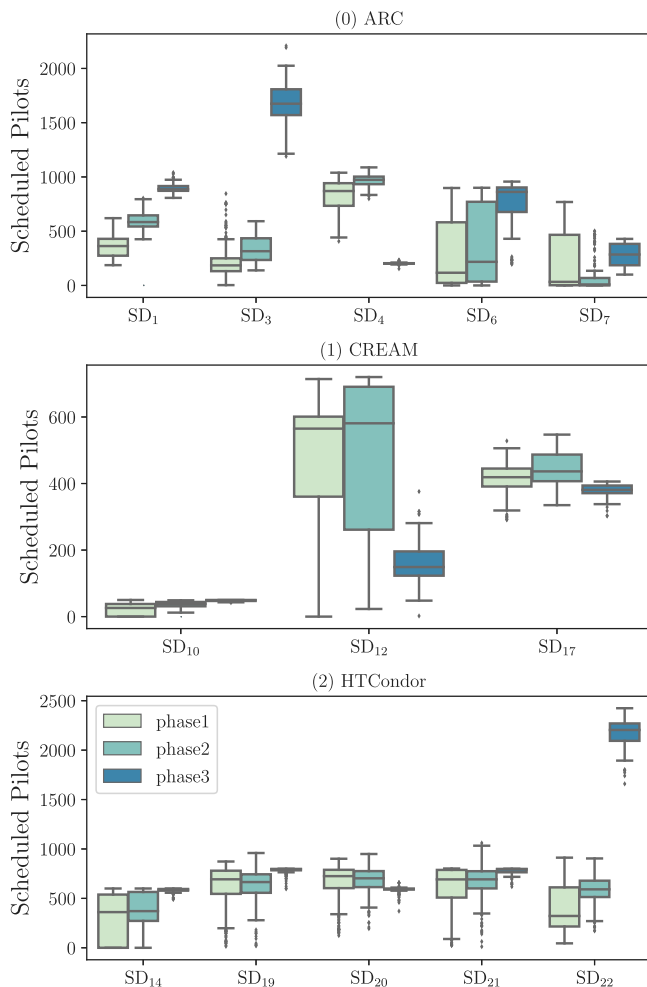 (0) ARC
Scheduled Pilots
2000
1500
1000
500
0
SD₁ SD₃ SD₄ SD₆ SD₇
(1) CREAM
Scheduled Pilots
600
400
200
0
SD₁₀ SD₁₂ SD₁₇
(2) HTCondor
Scheduled Pilots
2500
2000
1500
1000
500
0
phase1
phase2
phase3
SD₁₄ SD₁₉ SD₂₀ SD₂₁ SD₂₂